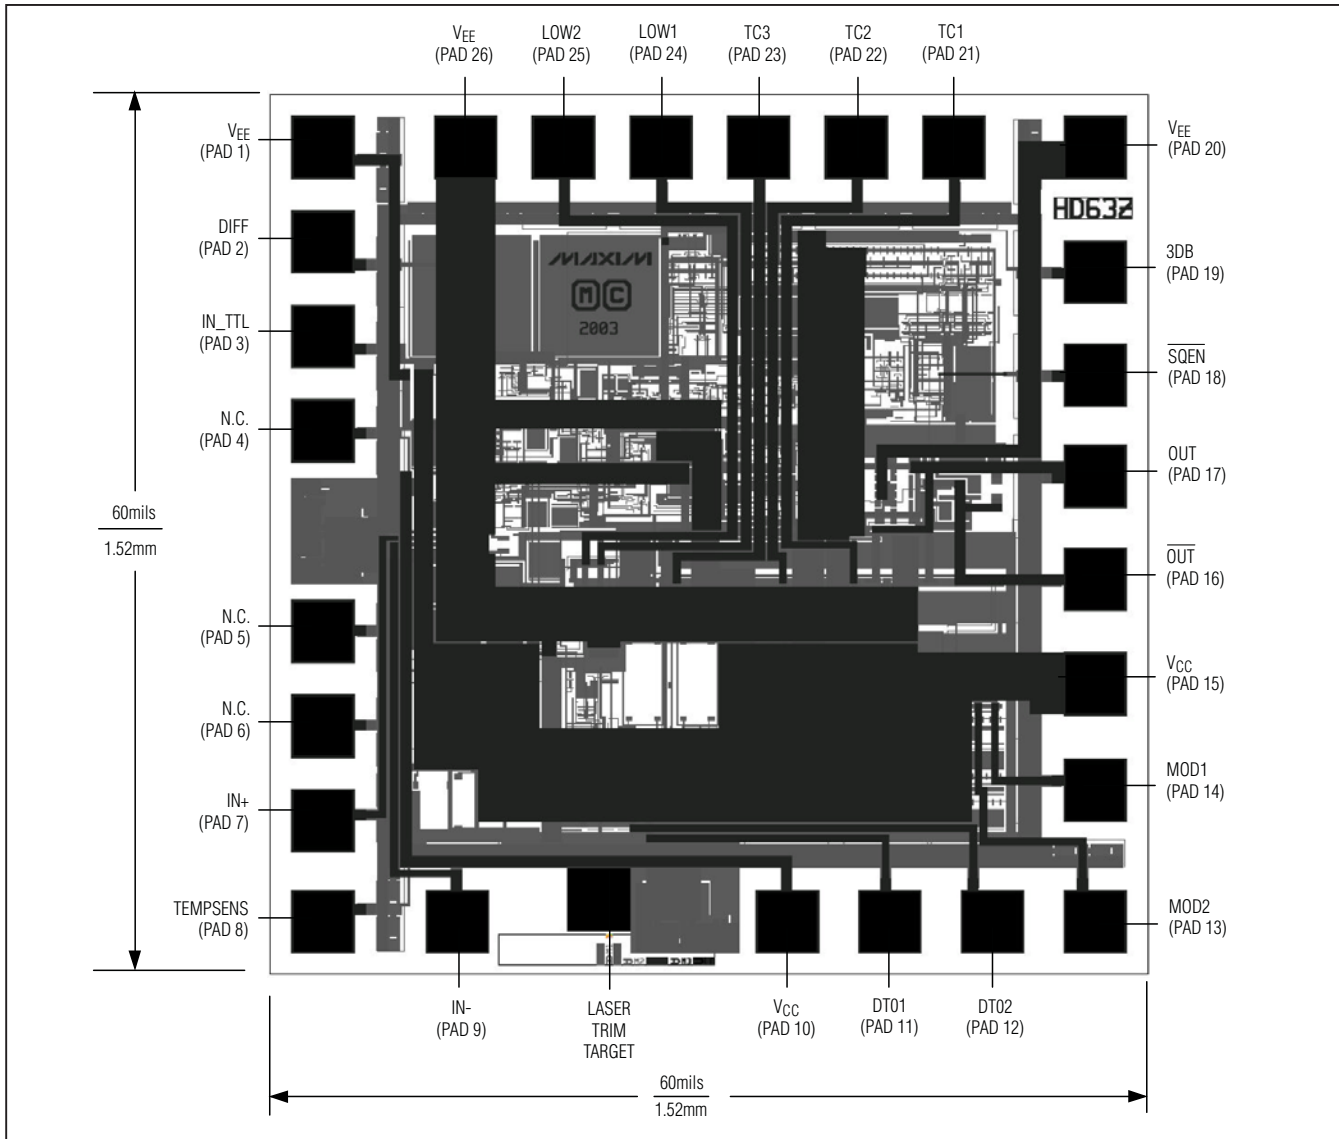 VEE
(PAD 26)
LOW2
(PAD 25)
LOW1
(PAD 24)
TC3
(PAD 23)
TC2
(PAD 22)
TC1
(PAD 21)
VEE
(PAD 1)
DIFF
(PAD 2)
IN_TTL
(PAD 3)
N.C.
(PAD 4)
60mils
1.52mm
N.C.
(PAD 5)
N.C.
(PAD 6)
IN+
(PAD 7)
TEMPSENS
(PAD 8)
MAXIM
M C
2003
HD63Z
VEE
(PAD 20)
3DB
(PAD 19)
SQEN
(PAD 18)
OUT
(PAD 17)
OUT
(PAD 16)
VCC
(PAD 15)
MOD1
(PAD 14)
MOD2
(PAD 13)
IN-
(PAD 9)
LASER
TRIM
TARGET
VCC
(PAD 10)
DT01
(PAD 11)
DT02
(PAD 12)
60mils
1.52mm